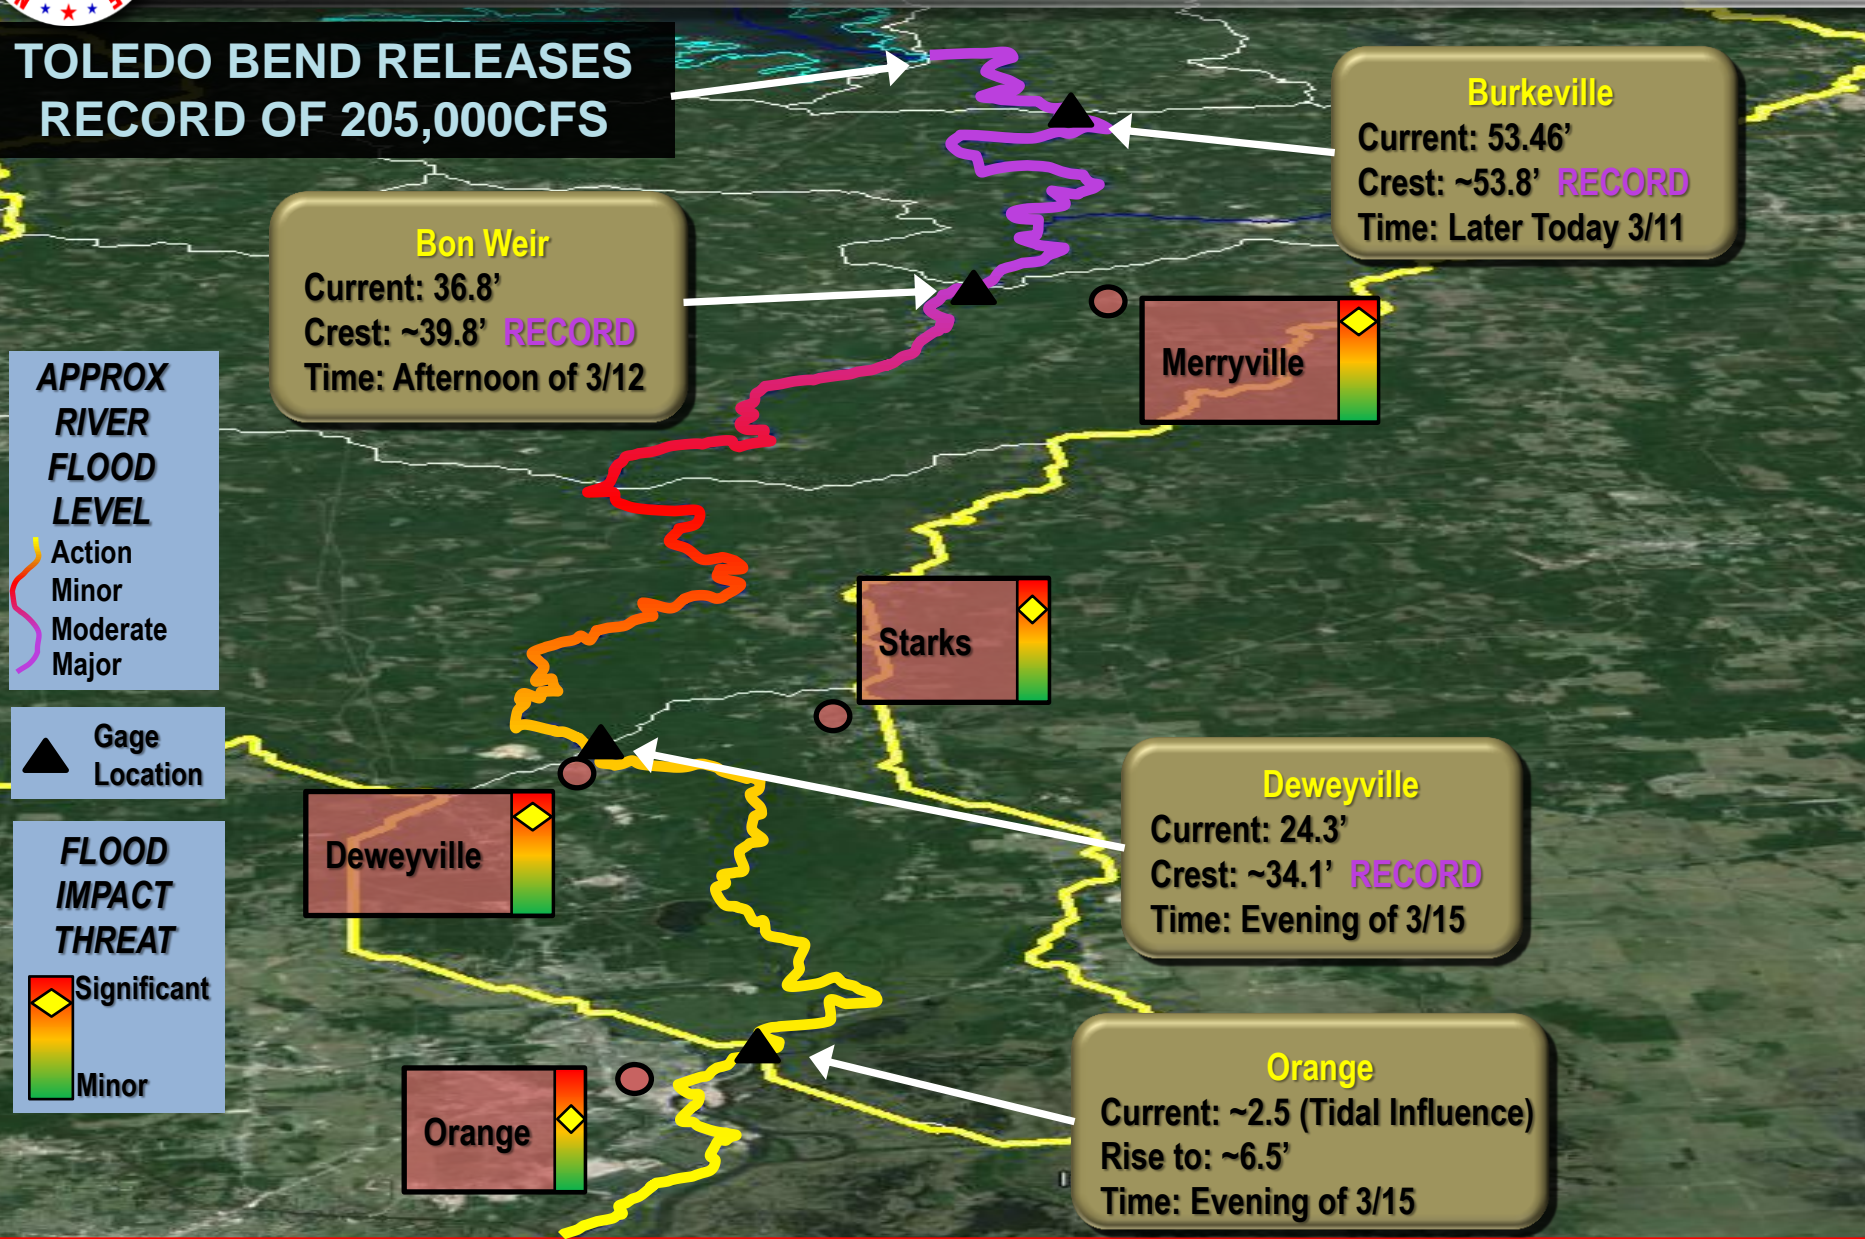 TOLEDO BEND RELEASES
RECORD OF 205,000CFS
Burkeville
Current: 53.46’
Crest: ~53.8’ RECORD
Time: Later Today 3/11
Bon Weir
Current: 36.8’
Crest: ~39.8’ RECORD
Time: Afternoon of 3/12
Merryville
APPROX
RIVER
FLOOD
LEVEL
Action
Minor
Moderate
Major
Starks
Gage
Location
Deweyville
Current: 24.3’
Crest: ~34.1’ RECORD
Time: Evening of 3/15
Deweyville
FLOOD
IMPACT
THREAT
Significant
Minor
Orange
Current: ~2.5 (Tidal Influence)
Rise to: ~6.5’
Time: Evening of 3/15
Orange